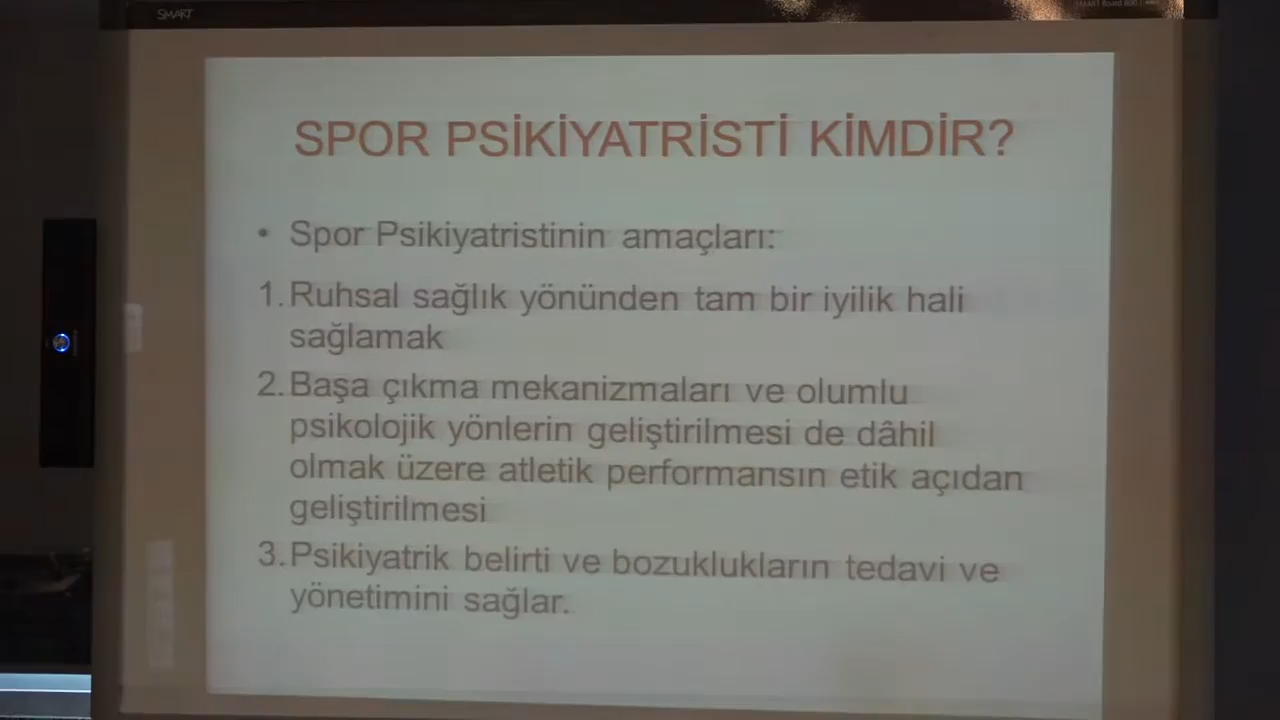 SMART
SPOR PSİKİYATRİSTİ KİMDİR?
• Spor Psikiyatristinin amaçları:
1. Ruhsal sağlık yönünden tam bir iyilik hali
sağlamak
2. Başa çıkma mekanizmaları ve olumlu
psikolojik yönlerin geliştirilmesi de dâhil
olmak üzere atletik performansın etik açıdan
geliştirilmesi
3. Psikiyatrik belirti ve bozuklukların tedavi ve
yönetimini sağlar.